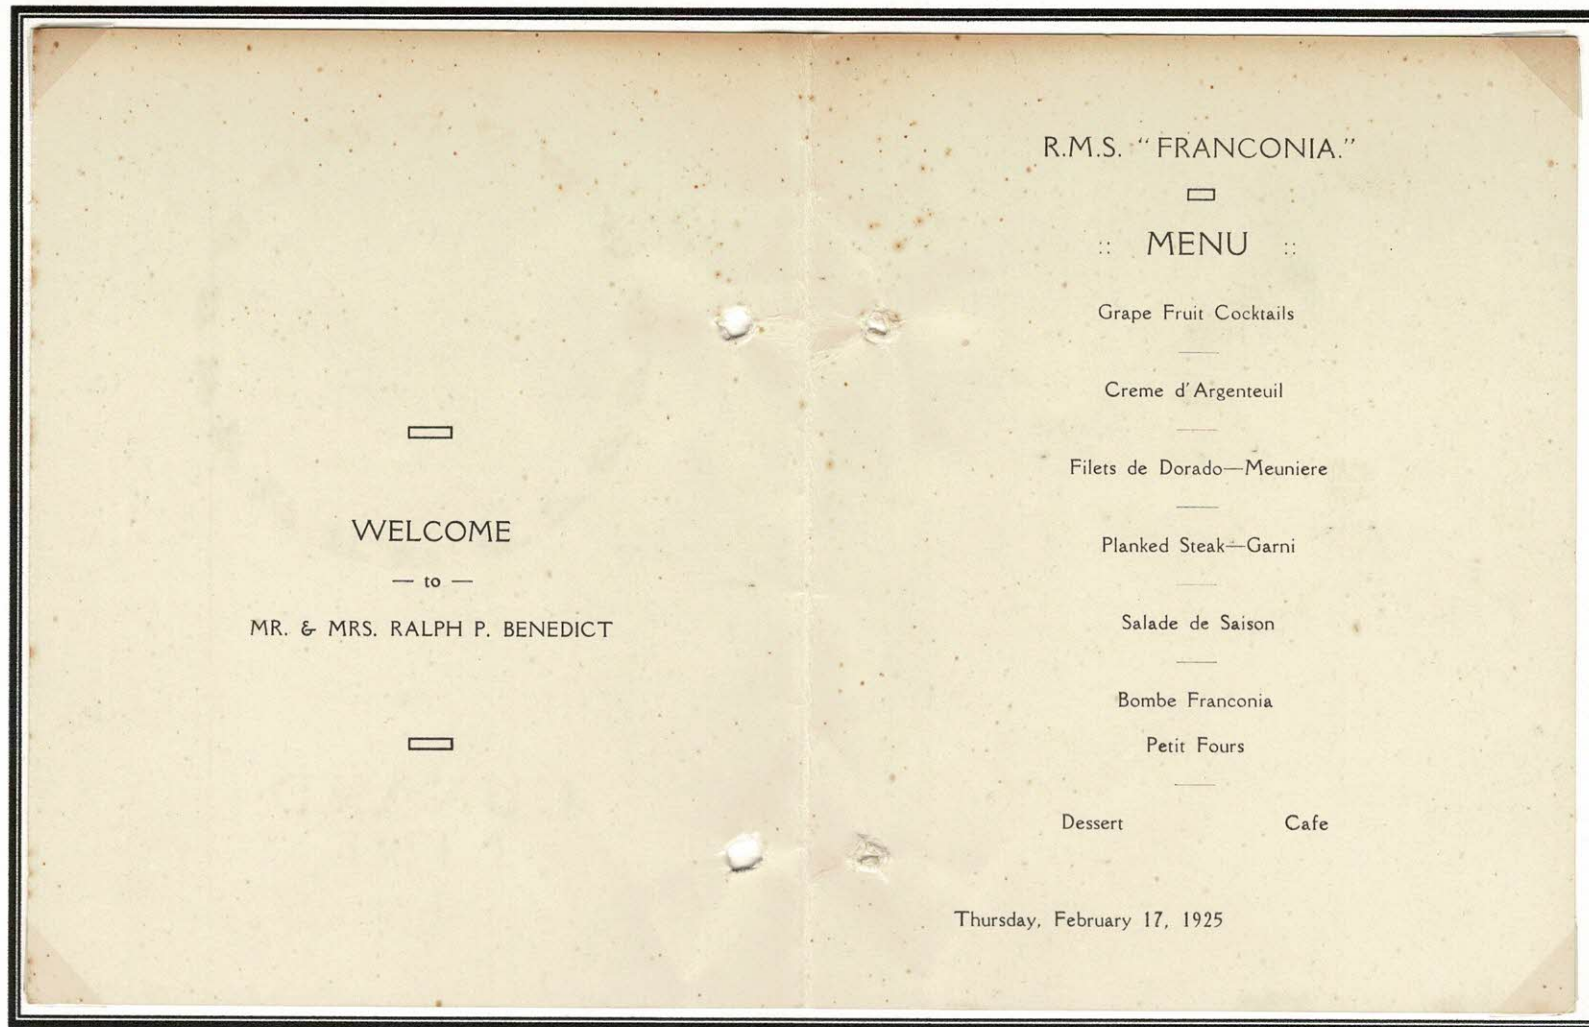 WELCOME
— to —
MR. & MRS. RALPH P. BENEDICT
R.M.S. "FRANCONIA."
:: MENU ::
Grape Fruit Cocktails
Creme d'Argenteuil
Filets de Dorado—Meuniere
Planked Steak—Garni
Salade de Saison
Bombe Franconia
Petit Fours
Dessert Cafe
Thursday, February 17, 1925